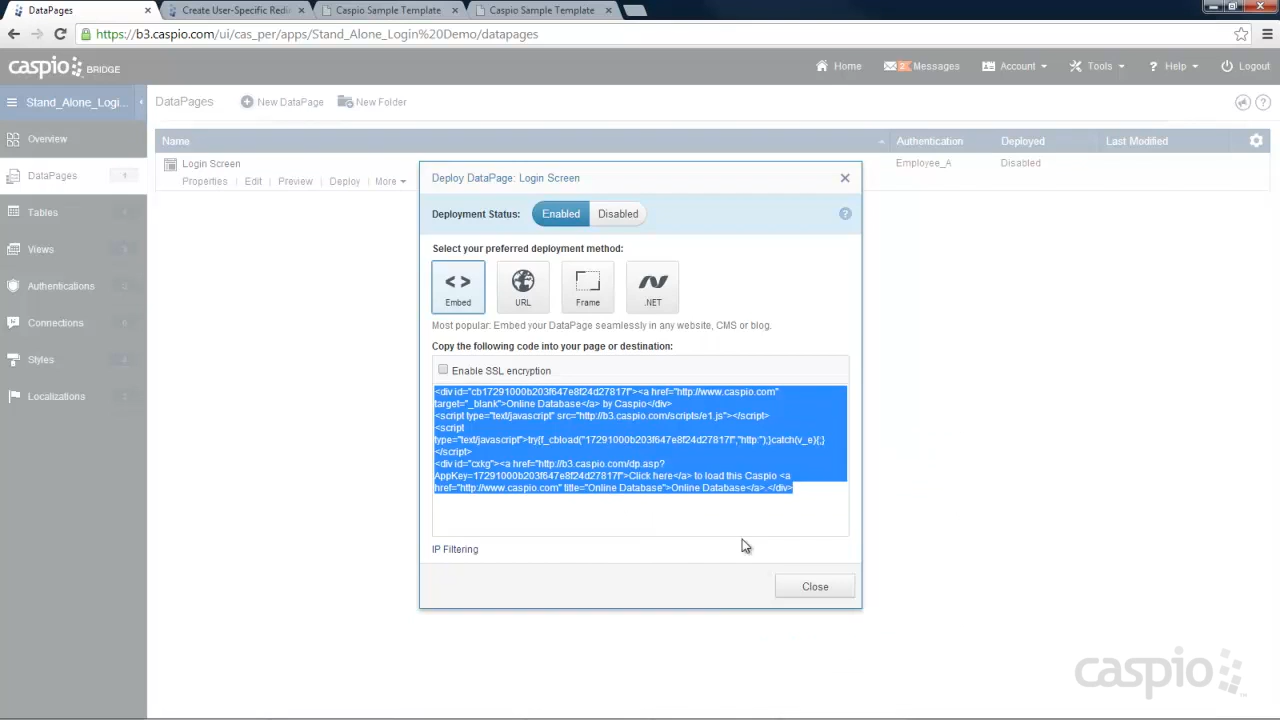 DataPages
Create User-Specific Redi
Caspio Sample Template
Caspio Sample Template
https://b3.caspio.com/ui/cas_per/apps/Stand_Alone_Login%20Demo/datapages
caspio BRIDGE
Home
Messages
Account
Tools
Help
Logout
Stand_Alone_Logi...
DataPages
New DataPage
New Folder
Overview
DataPages
Tables
Views
Authentications
Connections
Styles
Localizations
Name
Authentication
Deployed
Last Modified
Login Screen
Employee_A
Disabled
Properties | Edit | Preview | Deploy | More
Deploy DataPage: Login Screen
Deployment Status: Enabled Disabled
Select your preferred deployment method:
Embed
URL
Frame
.NET
Most popular: Embed your DataPage seamlessly in any website, CMS or blog.
Copy the following code into your page or destination:
Enable SSL encryption
<div id="cb17291000b203f647e8f24d27817f"><a href="http://www.caspio.com"
target="_blank">Online Database</a> by Caspio</div>
<script type="text/javascript" src="http://b3.caspio.com/scripts/e1.js"></script>
<script
type="text/javascript">try{f_cbload("17291000b203f647e8f24d27817f","http:");}catch(v_e){;}
</script>
<div id="cxkg"><a href="http://b3.caspio.com/dp.asp?
AppKey=17291000b203f647e8f24d27817f">Click here</a> to load this Caspio <a
href="http://www.caspio.com" title="Online Database">Online Database</a>.</div>
IP Filtering
Close
caspio